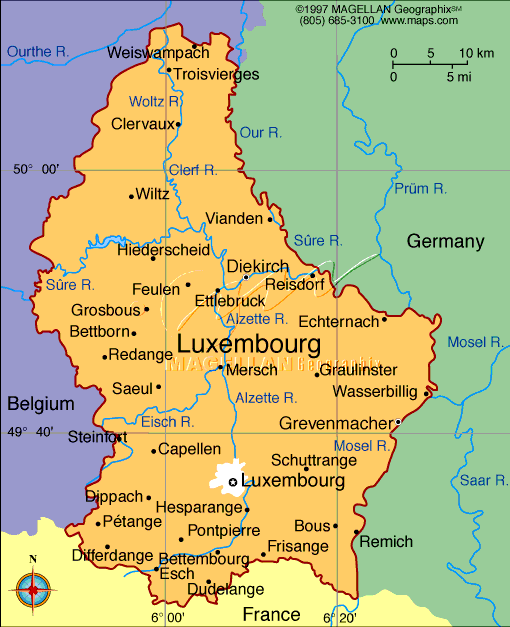 ©1997 MAGELLAN Geographix℠
(805) 685-3100 www.maps.com
Ourthe R.
Weiswampach
0 5 10 km
Troisvierges
0 5 mi
Woltz R
Clervaux
Our R.
50° 00'
Clerf R.
Prüm R.
Wiltz
Vianden
Sûre R.
Germany
Hiederscheid
Diekirch
Sûre R.
Feulen
Reisdorf
Ettlebruck
Grosbous
Alzette R.
Echternach
Bettborn
Luxembourg
Mosel R.
Redange
MAGELLAN Geographix
Mersch
Graulinster
Saeul
Wasserbillig
Alzette R.
Belgium
Eisch R.
Grevenmacher
49° 40'
Steinfort
Mosel R.
Capellen
Schuttrange
Luxembourg
Saar R.
Dippach
Hesparange
Pétange
Pontpierre
Bous
Remich
Differdange
Bettembourg
Frisange
N
Esch
Dudelange
France
6° 00'
6° 20'